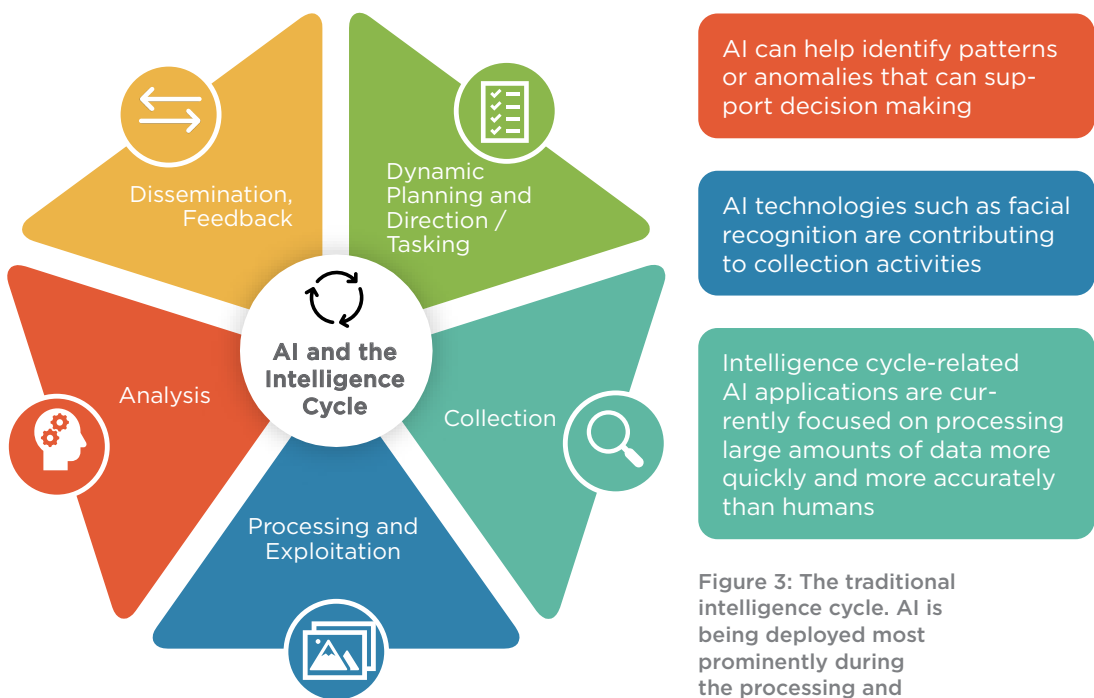 Dissemination,
Feedback
Dynamic
Planning and
Direction /
Tasking
Analysis
AI and the
Intelligence
Cycle
Collection
Processing and
Exploitation
AI can help identify patterns
or anomalies that can sup-
port decision making
AI technologies such as facial
recognition are contributing
to collection activities
Intelligence cycle-related
AI applications are cur-
rently focused on processing
large amounts of data more
quickly and more accurately
than humans
Figure 3: The traditional
intelligence cycle. AI is
being deployed most
prominently during
the processing and